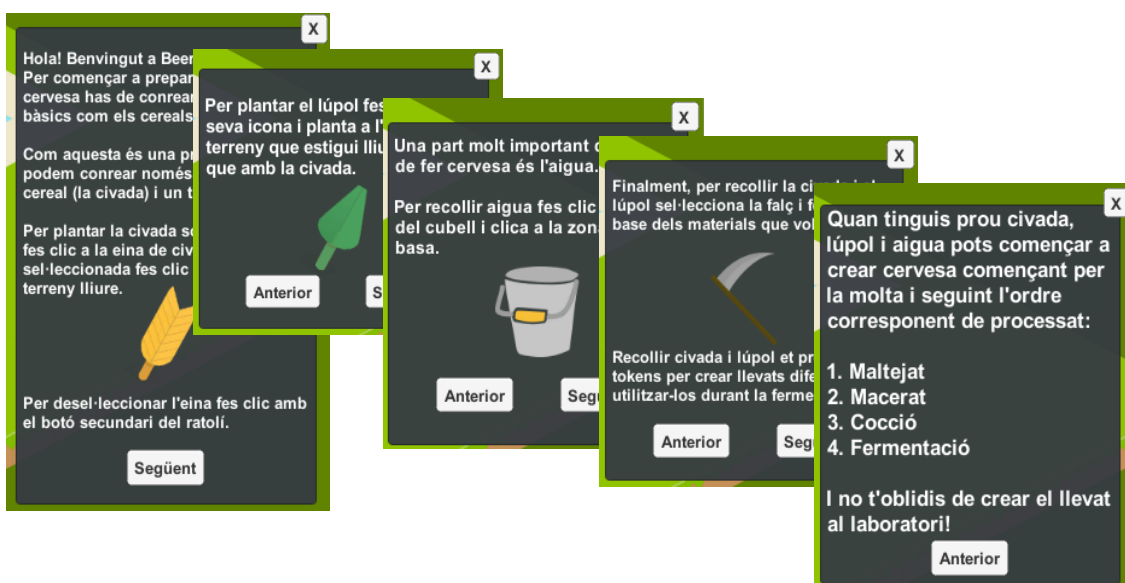 X
Hola! Benvingut a Beer
Per començar a prepar
cervesa has de conrear
bàsics com els cereals
Com aquesta és una pr
podem conrear només
cereal (la civada) i un t
Per plantar la civada
fes clic a la eina de civ
sel·leccionada fes clic
terreny lliure.
Per desel·leccionar l'eina fes clic amb
el botó secundari del ratolí.
Següent
X
Per plantar el lúpol fes
seva icona i planta a l'
terreny que estigui lliu
que amb la civada.
Anterior
S
X
Una part molt important
de fer cervesa és l'aigua.
Per recollir aigua fes clic
del cubell i clica a la zon
basa.
Anterior
Seg
X
Finalment, per recollir la
lúpol sel·lecciona la falç i
base dels materials que vol
Recollir civada i lúpol et pr
tokens per crear llevats dife
utilitzar-los durant la ferme
Anterior
Seg
X
Quan tinguis prou civada,
lúpol i aigua pots començar a
crear cervesa començant per
la molta i seguint l'ordre
corresponent de processat:
1. Maltejat
2. Macerat
3. Cocció
4. Fermentació
I no t'oblidis de crear el llevat
al laboratori!
Anterior